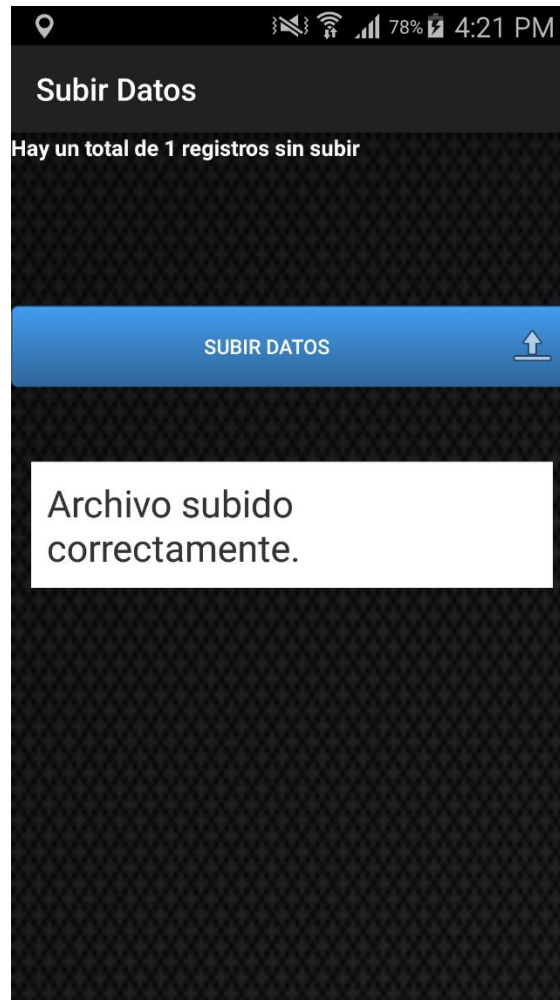 78% 4:21 PM
Subir Datos
Hay un total de 1 registros sin subir
SUBIR DATOS
Archivo subido
correctamente.